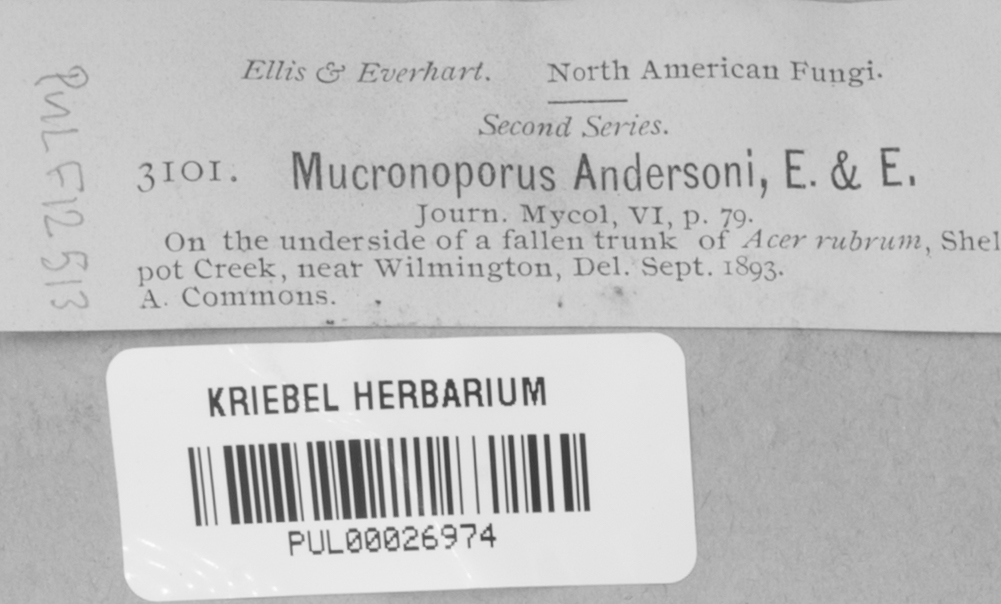 Ellis & Everhart. North American Fungi.
Second Series.
3101. Mucronoporus Andersoni, E. & E.
Journ. Mycol, VI, p. 79.
On the underside of a fallen trunk of Acer rubrum, Shel
pot Creek, near Wilmington, Del. Sept. 1893.
A. Commons.
PUL F12513
KRIEBEL HERBARIUM
PUL00026974